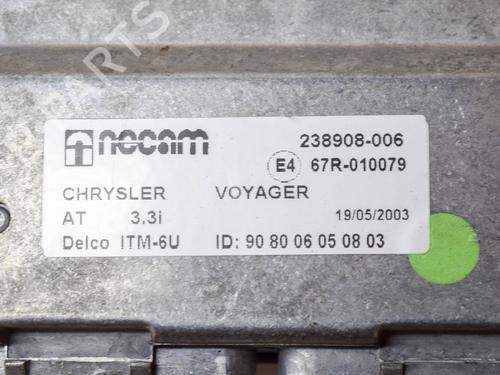 PARTS
necam 238908-006
E4 67R-010079
CHRYSLER VOYAGER
AT 3.3i 19/05/2003
Delco ITM-6U ID: 90 80 06 05 08 03